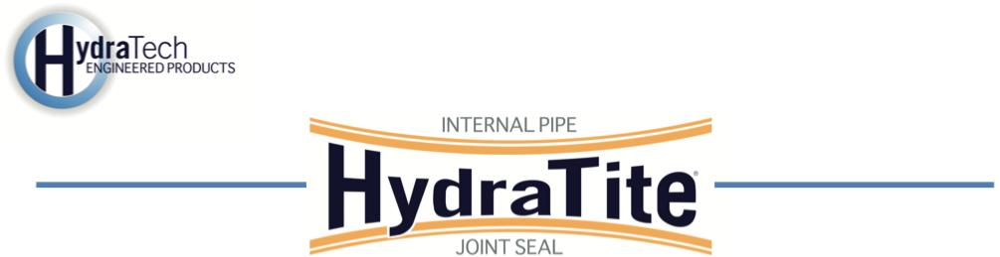 HydraTech
ENGINEERED PRODUCTS
INTERNAL PIPE
HydraTite®
JOINT SEAL